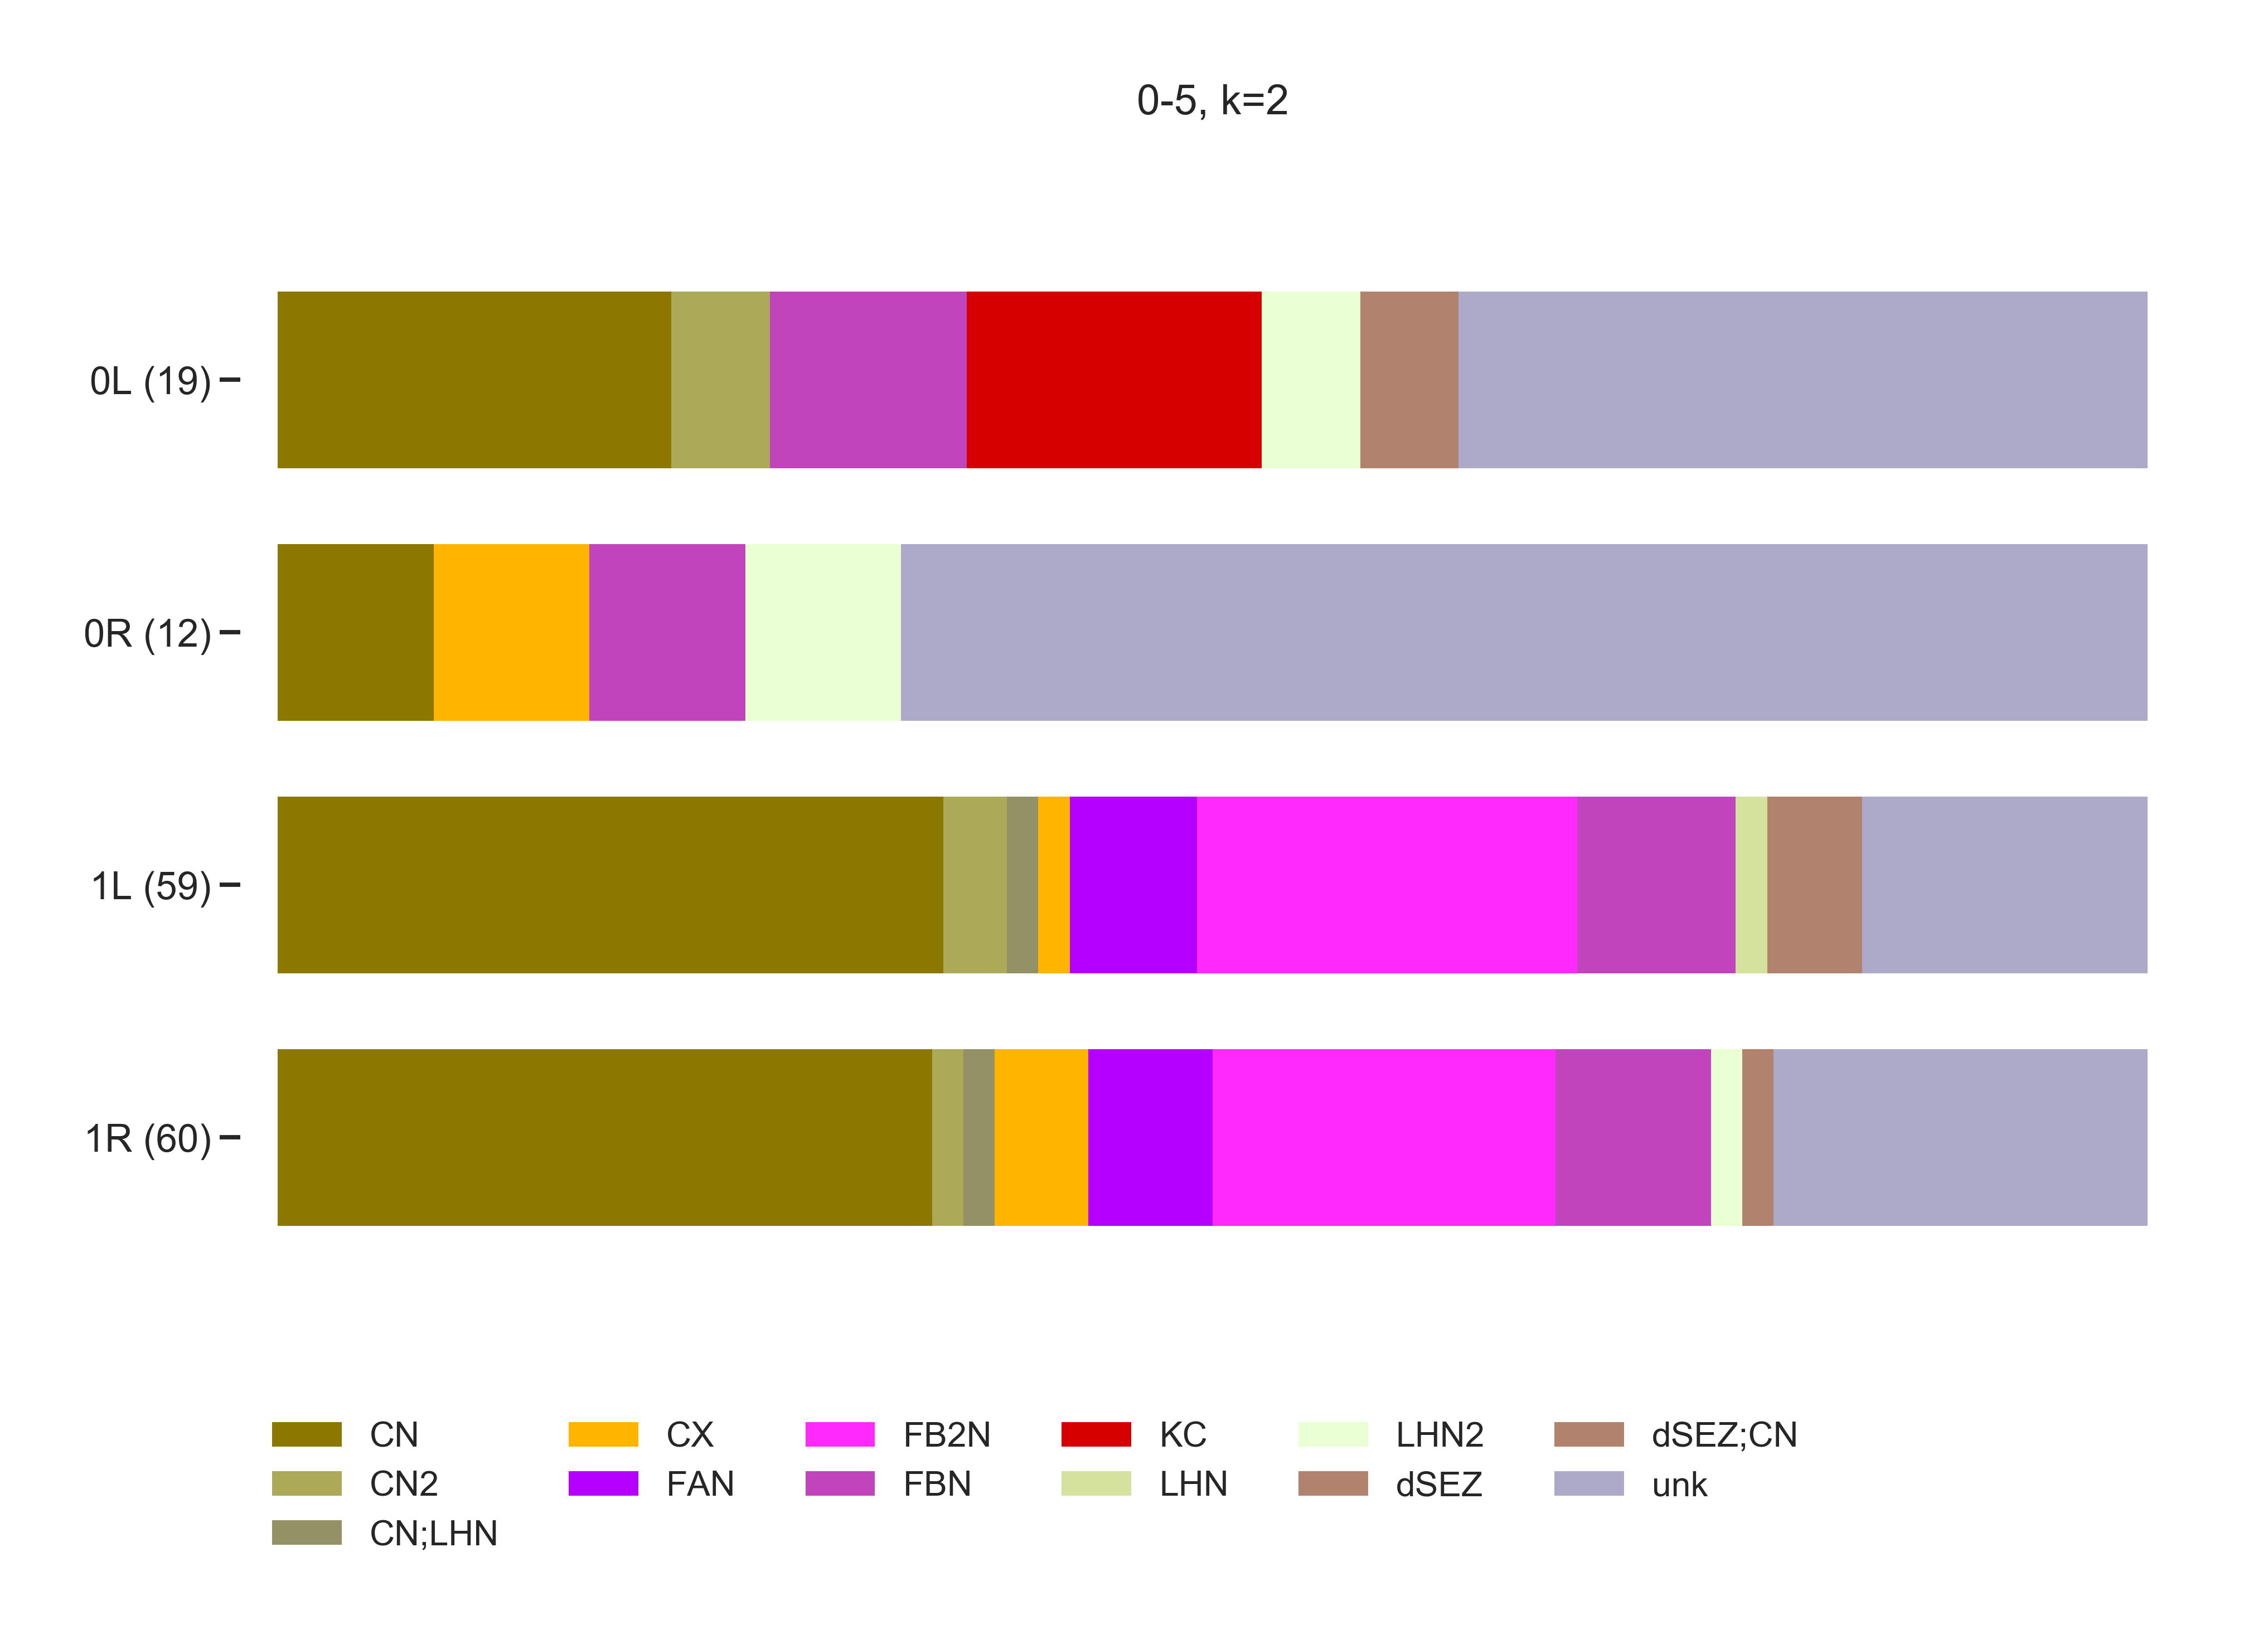 0-5, k=2
0L (19)
0R (12)
1L (59)
1R (60)
CN CX FB2N KC LHN2 dSEZ;CN
CN2 FAN FBN LHN dSEZ unk
CN;LHN